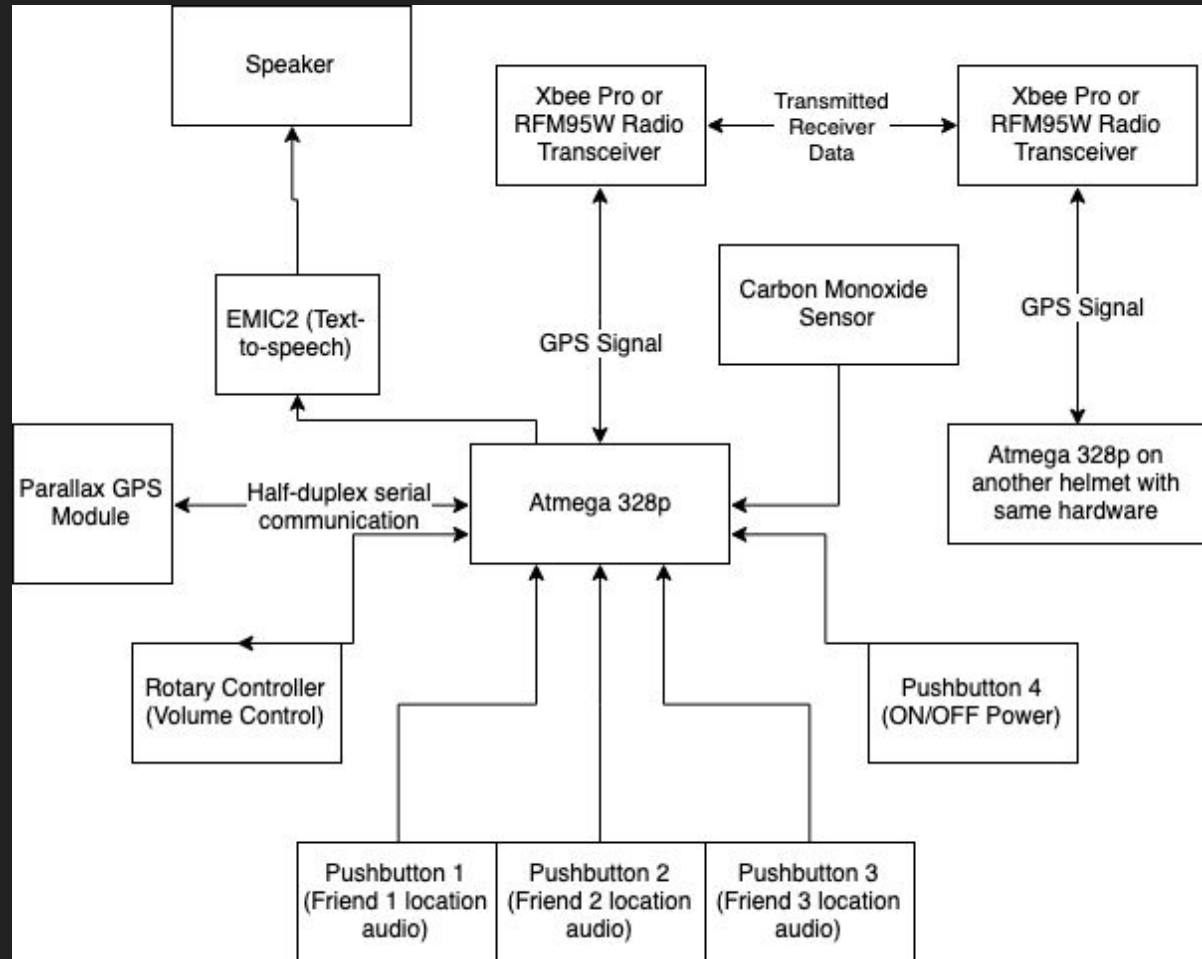 Speaker
Xbee Pro or
RFM95W Radio
Transceiver
Transmitted
Receiver
Data
Xbee Pro or
RFM95W Radio
Transceiver
EMIC2 (Text-
to-speech)
Carbon Monoxide
Sensor
GPS Signal
GPS Signal
Parallax GPS
Module
Half-duplex serial
communication
Atmega 328p
Atmega 328p on
another helmet with
same hardware
Rotary Controller
(Volume Control)
Pushbutton 4
(ON/OFF Power)
Pushbutton 1
(Friend 1 location
audio)
Pushbutton 2
(Friend 2 location
audio)
Pushbutton 3
(Friend 3 location
audio)